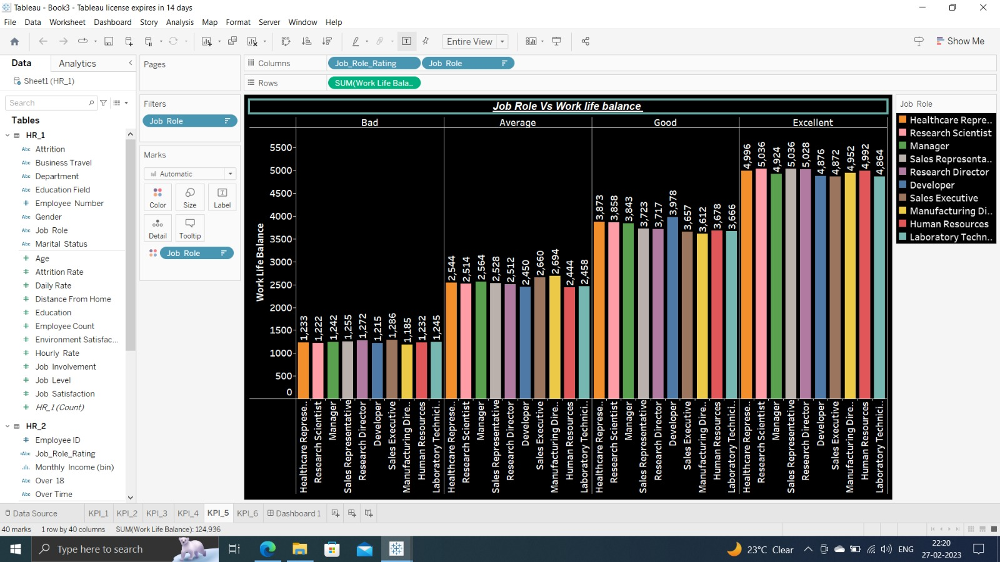 Tableau - Book3 - Tableau license expires in 14 days
File Data Worksheet Dashboard Story Analysis Map Format Server Window Help
Entire View
Show Me
Data Analytics
Sheet1 (HR_1)
Search
Tables
HR_1
Abc Attrition
Abc Business Travel
Abc Department
Abc Education Field
# Employee Number
Abc Gender
Abc Job Role
Abc Marital Status
# Age
# Attrition Rate
# Daily Rate
# Distance From Home
# Education
# Employee Count
# Environment Satisfac...
# Hourly Rate
# Job Involvement
# Job Level
# Job Satisfaction
# HR_1 (Count)
HR_2
# Employee ID
=Abc Job_Role_Rating
Monthly Income (bin)
Abc Over 18
Abc Over Time
Pages
Filters
Job Role
Marks
Automatic
Color Size Label
Detail Tooltip
Job Role
Columns Job_Role_Rating Job Role
Rows SUM(Work Life Bala..
Job Role Vs Work life balance
Bad Average Good Excellent
Work Life Balance
5500
5000
4500
4000
3500
3000
2500
2000
1500
1000
500
0
1,233 1,222 1,242 1,255 1,272 1,215 1,286 1,185 1,232 1,245
2,544 2,514 2,564 2,528 2,512 2,450 2,660 2,694 2,444 2,458
3,873 3,858 3,843 3,723 3,717 3,978 3,657 3,612 3,678 3,666
4,996 5,036 4,924 5,036 5,028 4,876 4,872 4,952 4,992 4,864
Healthcare Represe.. Research Scientist Manager Sales Representative Research Director Developer Sales Executive Manufacturing Dire.. Human Resources Laboratory Technici..
Healthcare Represe.. Research Scientist Manager Sales Representative Research Director Developer Sales Executive Manufacturing Dire.. Human Resources Laboratory Technici..
Healthcare Represe.. Research Scientist Manager Sales Representative Research Director Developer Sales Executive Manufacturing Dire.. Human Resources Laboratory Technici..
Healthcare Represe.. Research Scientist Manager Sales Representative Research Director Developer Sales Executive Manufacturing Dire.. Human Resources Laboratory Technici..
Job Role
Healthcare Repre..
Research Scientist
Manager
Sales Representa..
Research Director
Developer
Sales Executive
Manufacturing Di..
Human Resources
Laboratory Techn..
Data Source KPI_1 KPI_2 KPI_3 KPI_4 KPI_5 KPI_6 Dashboard 1
40 marks 1 row by 40 columns SUM(Work Life Balance): 124,936
Type here to search
23°C Clear
ENG
22:20
27-02-2023